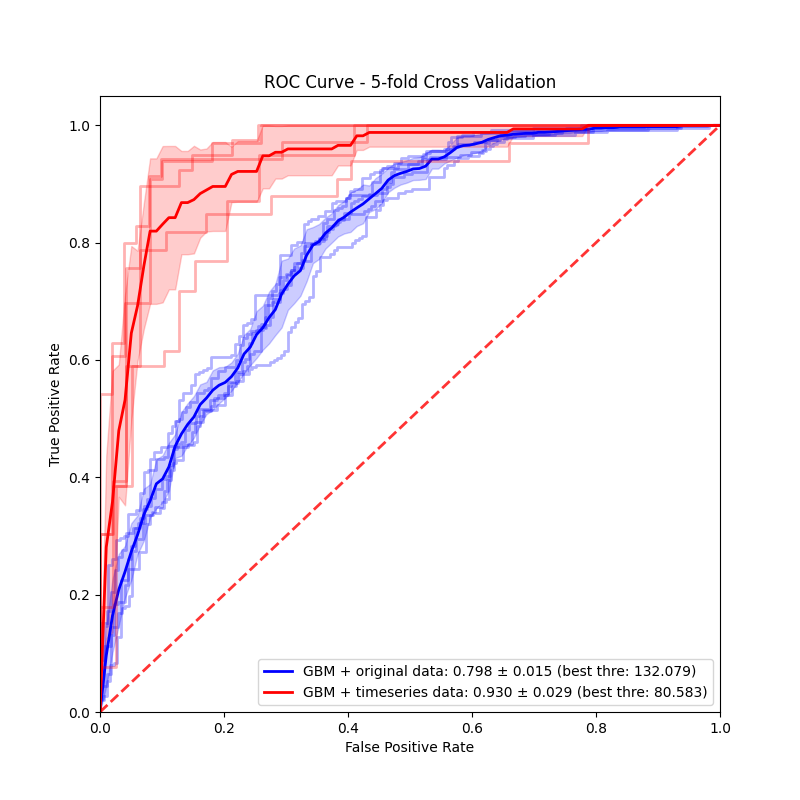 ROC Curve - 5-fold Cross Validation
True Positive Rate
1.0
0.8
0.6
0.4
0.2
0.0
GBM + original data: 0.798 ± 0.015 (best thre: 132.079)
GBM + timeseries data: 0.930 ± 0.029 (best thre: 80.583)
0.0 0.2 0.4 0.6 0.8 1.0
False Positive Rate